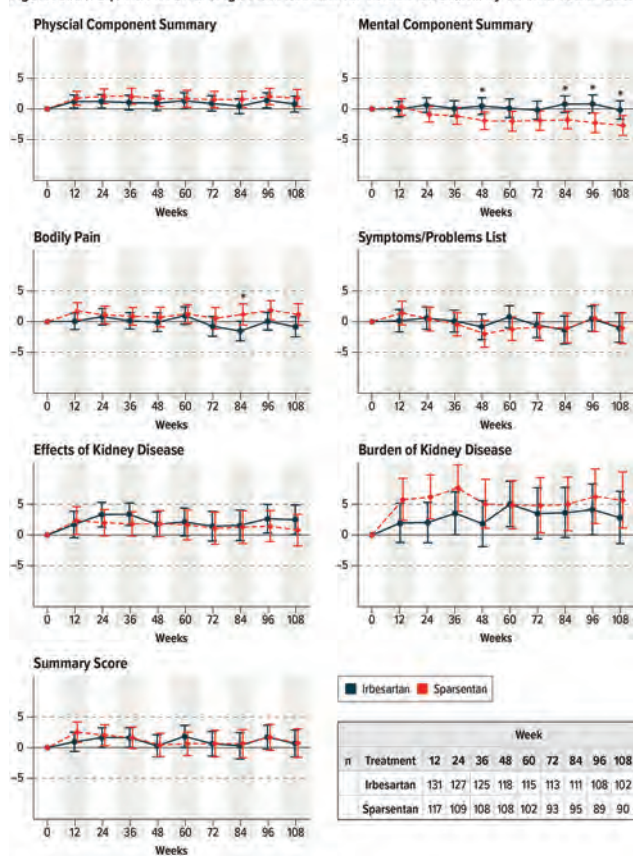 Physcial Component Summary
5
-5
0 12 24 36 48 60 72 84 96 108
Weeks
Mental Component Summary
5
-5
* * * *
0 12 24 36 48 60 72 84 96 108
Weeks
Bodily Pain
5
-5
*
0 12 24 36 48 60 72 84 96 108
Weeks
Symptoms/Problems List
5
-5
0 12 24 36 48 60 72 84 96 108
Weeks
Effects of Kidney Disease
5
-5
0 12 24 36 48 60 72 84 96 108
Weeks
Burden of Kidney Disease
5
-5
0 12 24 36 48 60 72 84 96 108
Weeks
Summary Score
5
-5
0 12 24 36 48 60 72 84 96 108
Weeks
Irbesartan Sparsentan
Week
n Treatment 12 24 36 48 60 72 84 96 108
Irbesartan 131 127 125 118 115 113 111 108 102
Sparsentan 117 109 108 108 102 93 95 89 90